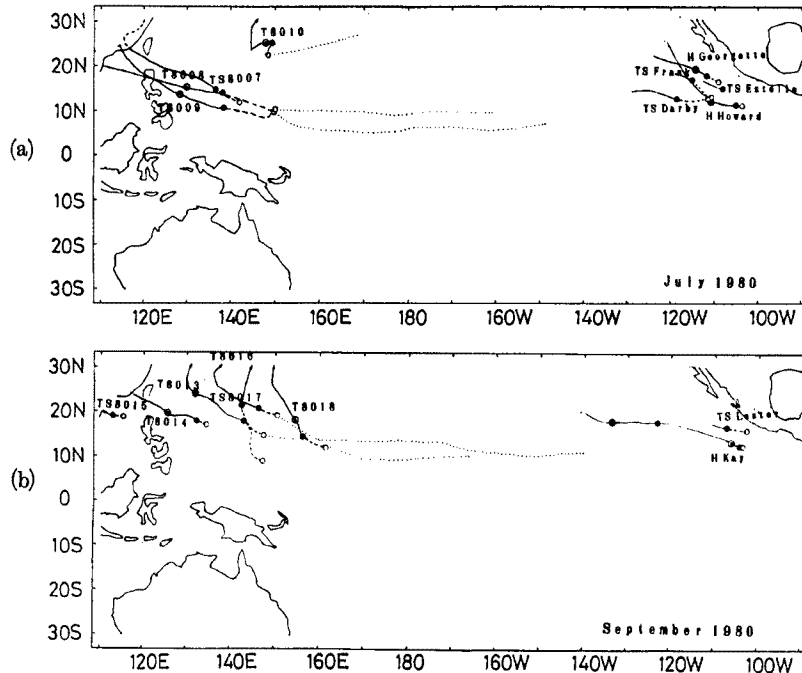 30N
T8010
20N
H Georgette
T8008 TS8007
TS Frank
TS Estelle
T8009
10N
TS Darby
H Howard
(a)
0
10S
20S
30S
July 1980
120E 140E 160E 180 160W 140W 120W 100W
30N
T8016
T8013
TS8017
T8018
20N
TS8015
T8014
TS Lester
10N
H Kay
(b)
0
10S
20S
30S
September 1980
120E 140E 160E 180 160W 140W 120W 100W